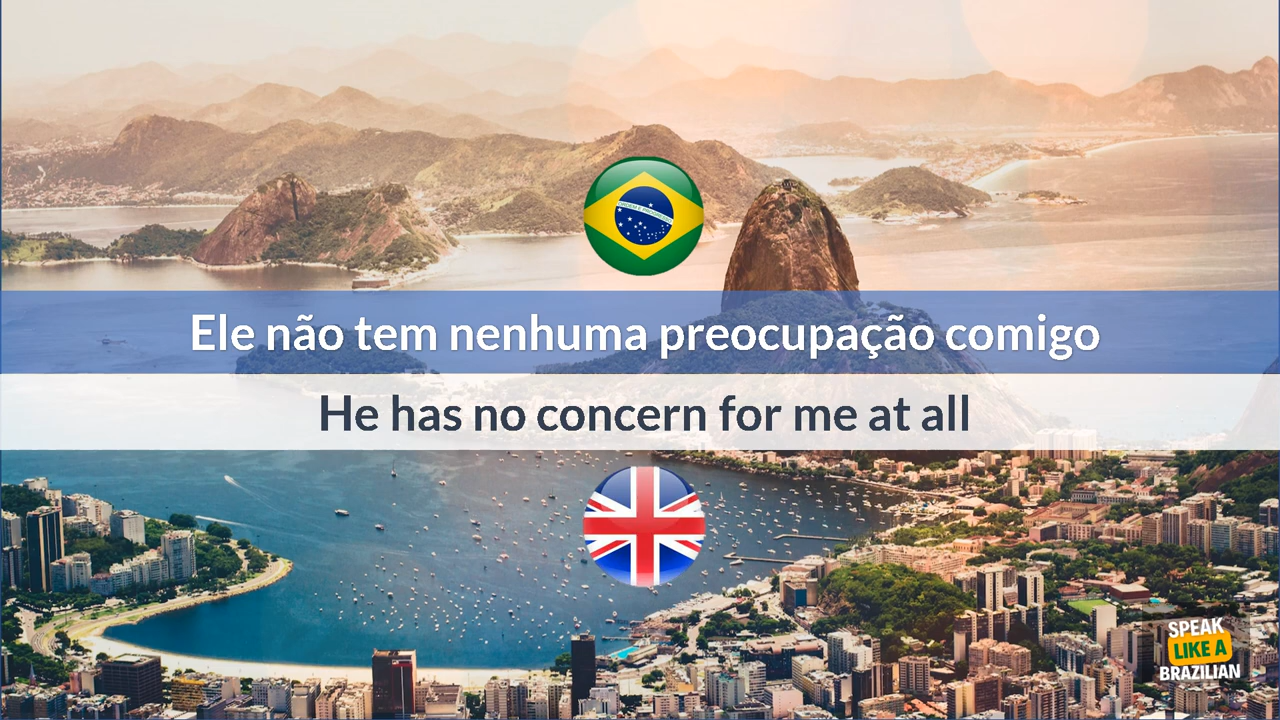 Ele não tem nenhuma preocupação comigo
He has no concern for me at all
SPEAK
LIKE A
BRAZILIAN